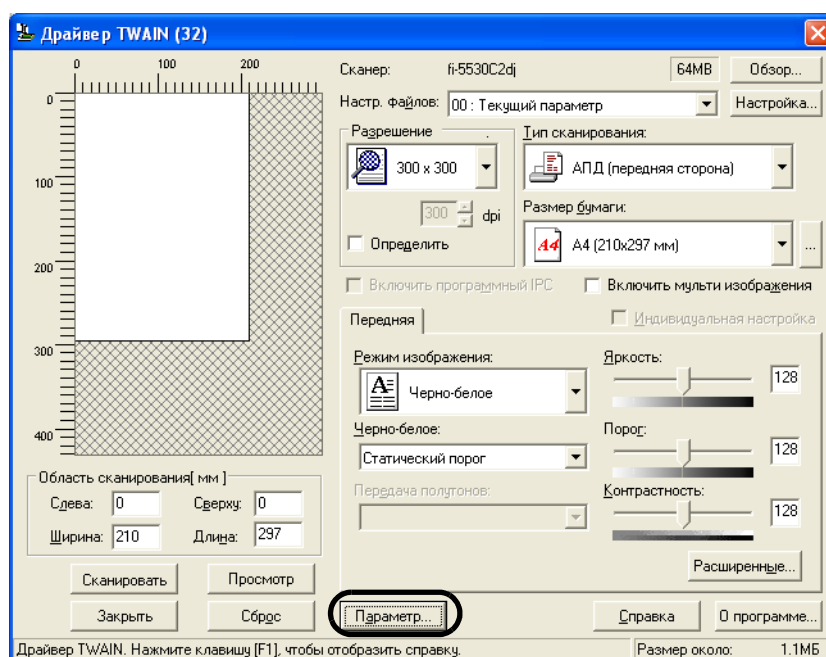 Драйвер TWAIN (32)
0 100 200
0
100
200
300
400
Сканер: fi-5530C2dj 64MB Обзор...
Настр. файлов: 00 : Текущий параметр Настройка...
Разрешение
300 x 300
300 dpi
Определить
Тип сканирования:
АПД (передняя сторона)
Размер бумаги:
A4 A4 (210x297 мм) ...
Включить программный IPC Включить мульти изображения
Передняя Индивидуальная настройка
Режим изображения:
A Черно-белое
Черно-белое:
Статический порог
Передача полутонов:
Яркость:
128
Порог:
128
Контрастность:
128
Расширенные...
Область сканирования[ мм ]
Слева: 0 Сверху: 0
Ширина: 210 Длина: 297
Сканировать Просмотр
Закрыть Сброс Параметр... Справка О программе...
Драйвер TWAIN. Нажмите клавишу [F1], чтобы отобразить справку. Размер около: 1.1МБ